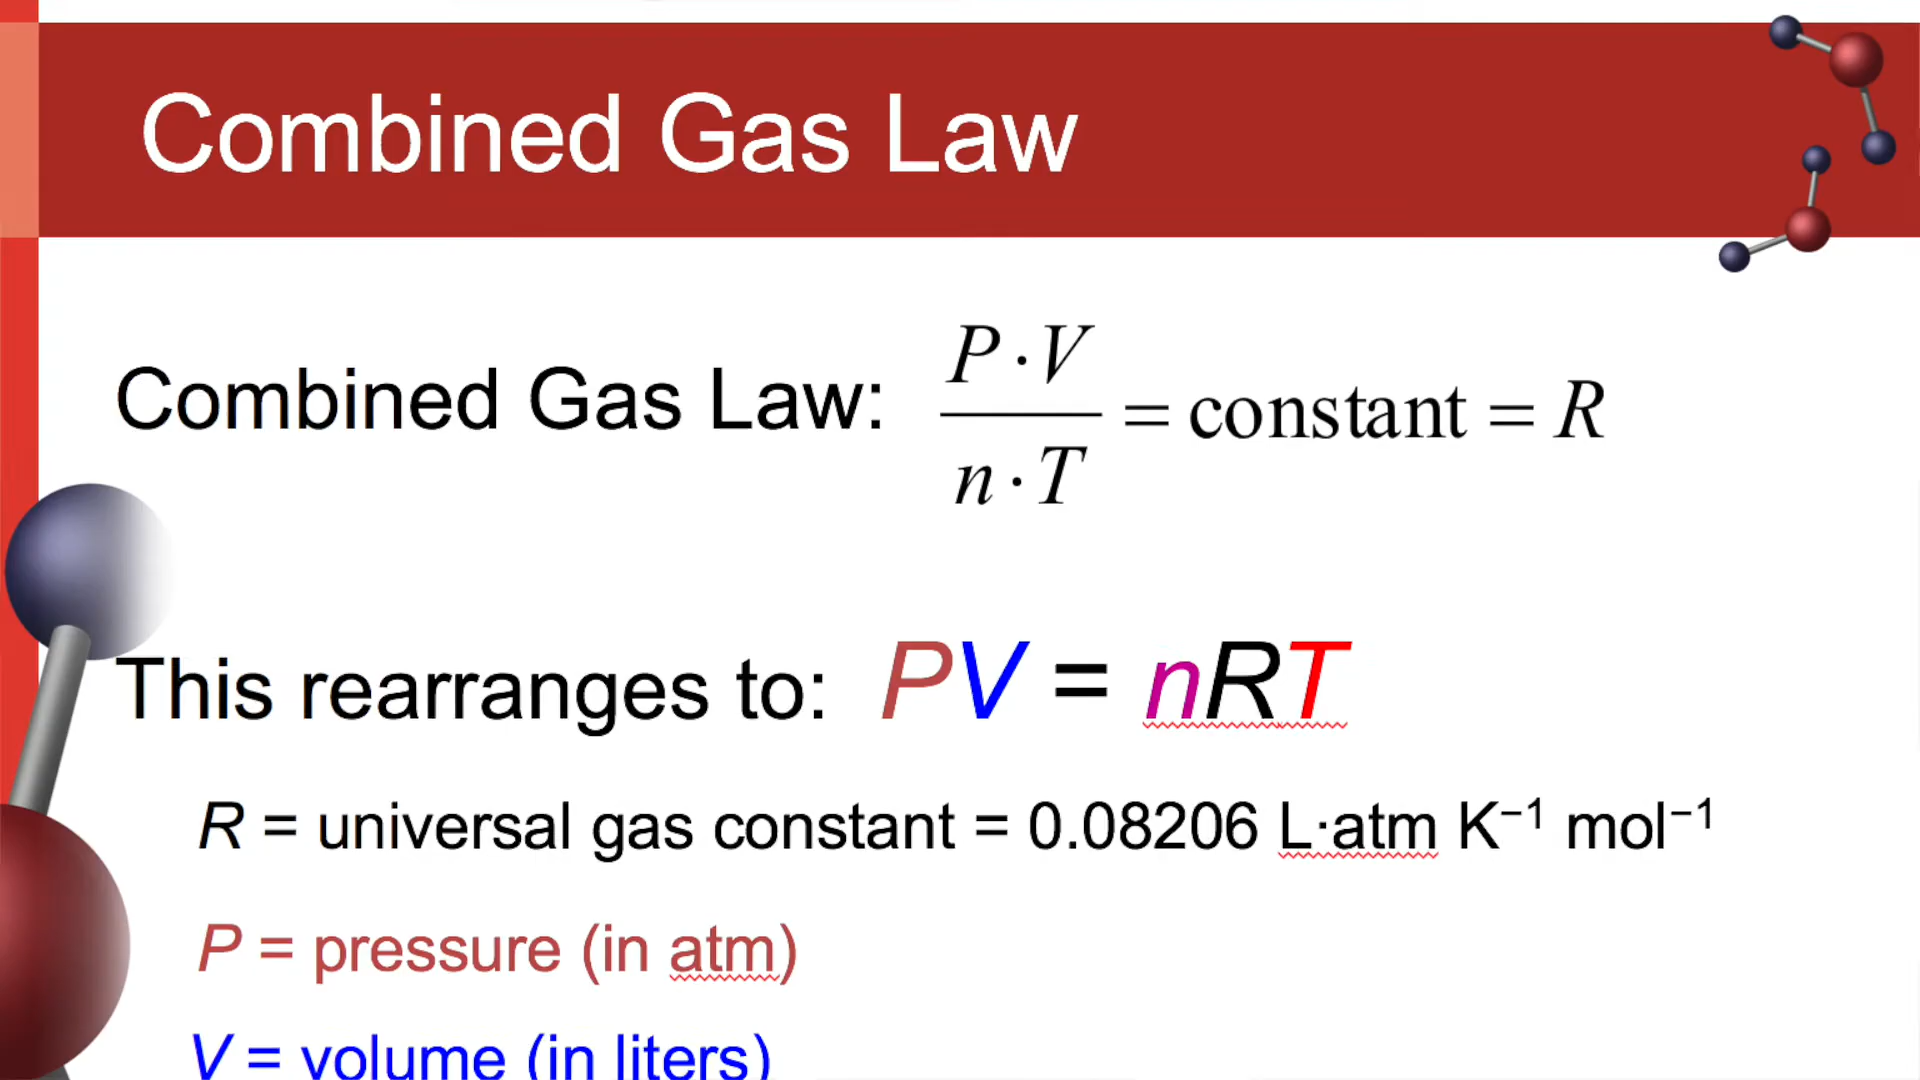 Combined Gas Law
Combined Gas Law: P · V / n · T = constant = R
This rearranges to: PV = nRT
R = universal gas constant = 0.08206 L·atm K⁻¹ mol⁻¹
P = pressure (in atm)
V = volume (in liters)